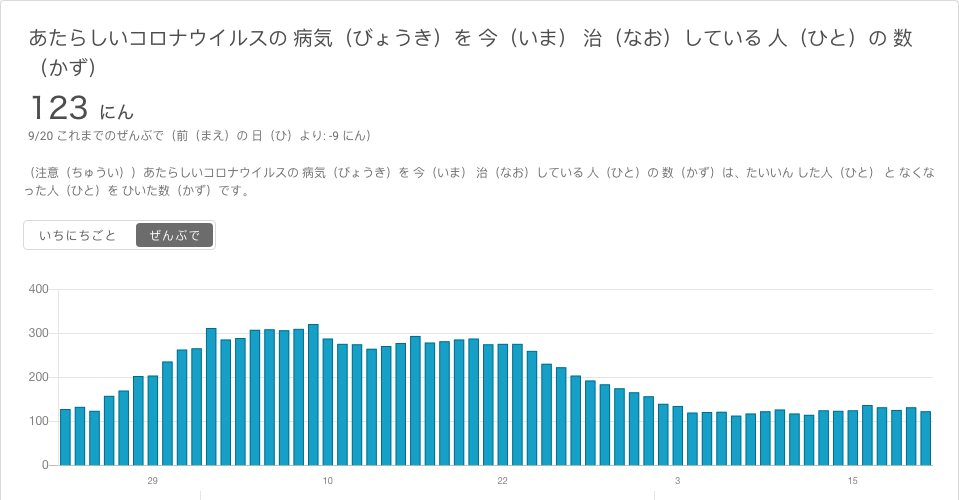 あたらしいコロナウイルスの 病気（びょうき）を 今（いま） 治（なお）している 人（ひと）の 数
（かず）
123 にん
9/20 これまでのぜんぶで（前（まえ）の 日（ひ）より: -9 にん）
（注意（ちゅうい））あたらしいコロナウイルスの 病気（びょうき）を 今（いま） 治（なお）している 人（ひと）の 数（かず）は、たいいん した人（ひと） と なくな
った人（ひと）を ひいた数（かず）です。
いちにちごと ぜんぶで
400
300
200
100
0
29 10 22 3 15